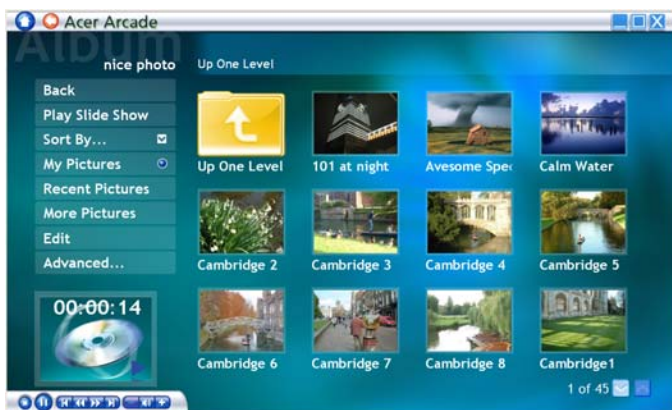 Acer Arcade
Album
nice photo
Up One Level
Back
Play Slide Show
Sort By...
My Pictures
Recent Pictures
More Pictures
Edit
Advanced...
00:00:14
Up One Level
101 at night
Avesome Spe
Calm Water
Cambridge 2
Cambridge 3
Cambridge 4
Cambridge 5
Cambridge 6
Cambridge 7
Cambridge 8
Cambridge1
1 of 45